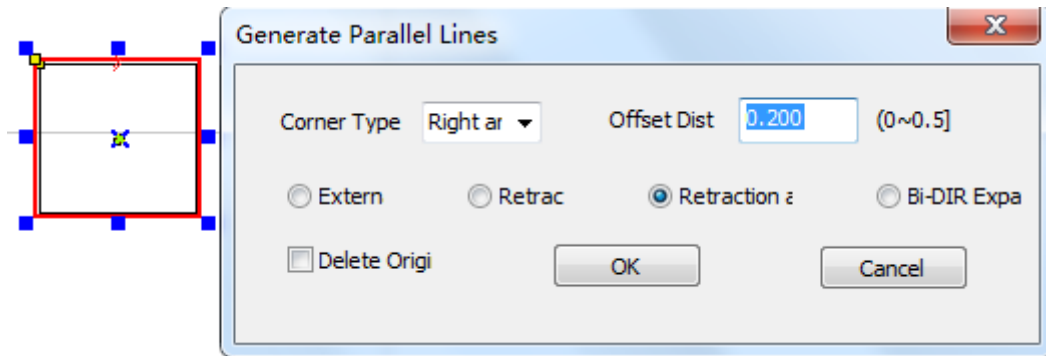 Generate Parallel Lines
Corner Type Right ar Offset Dist 0.200 (0~0.5]
Extern Retrac Retraction a Bi-DIR Expa
Delete Origi OK Cancel